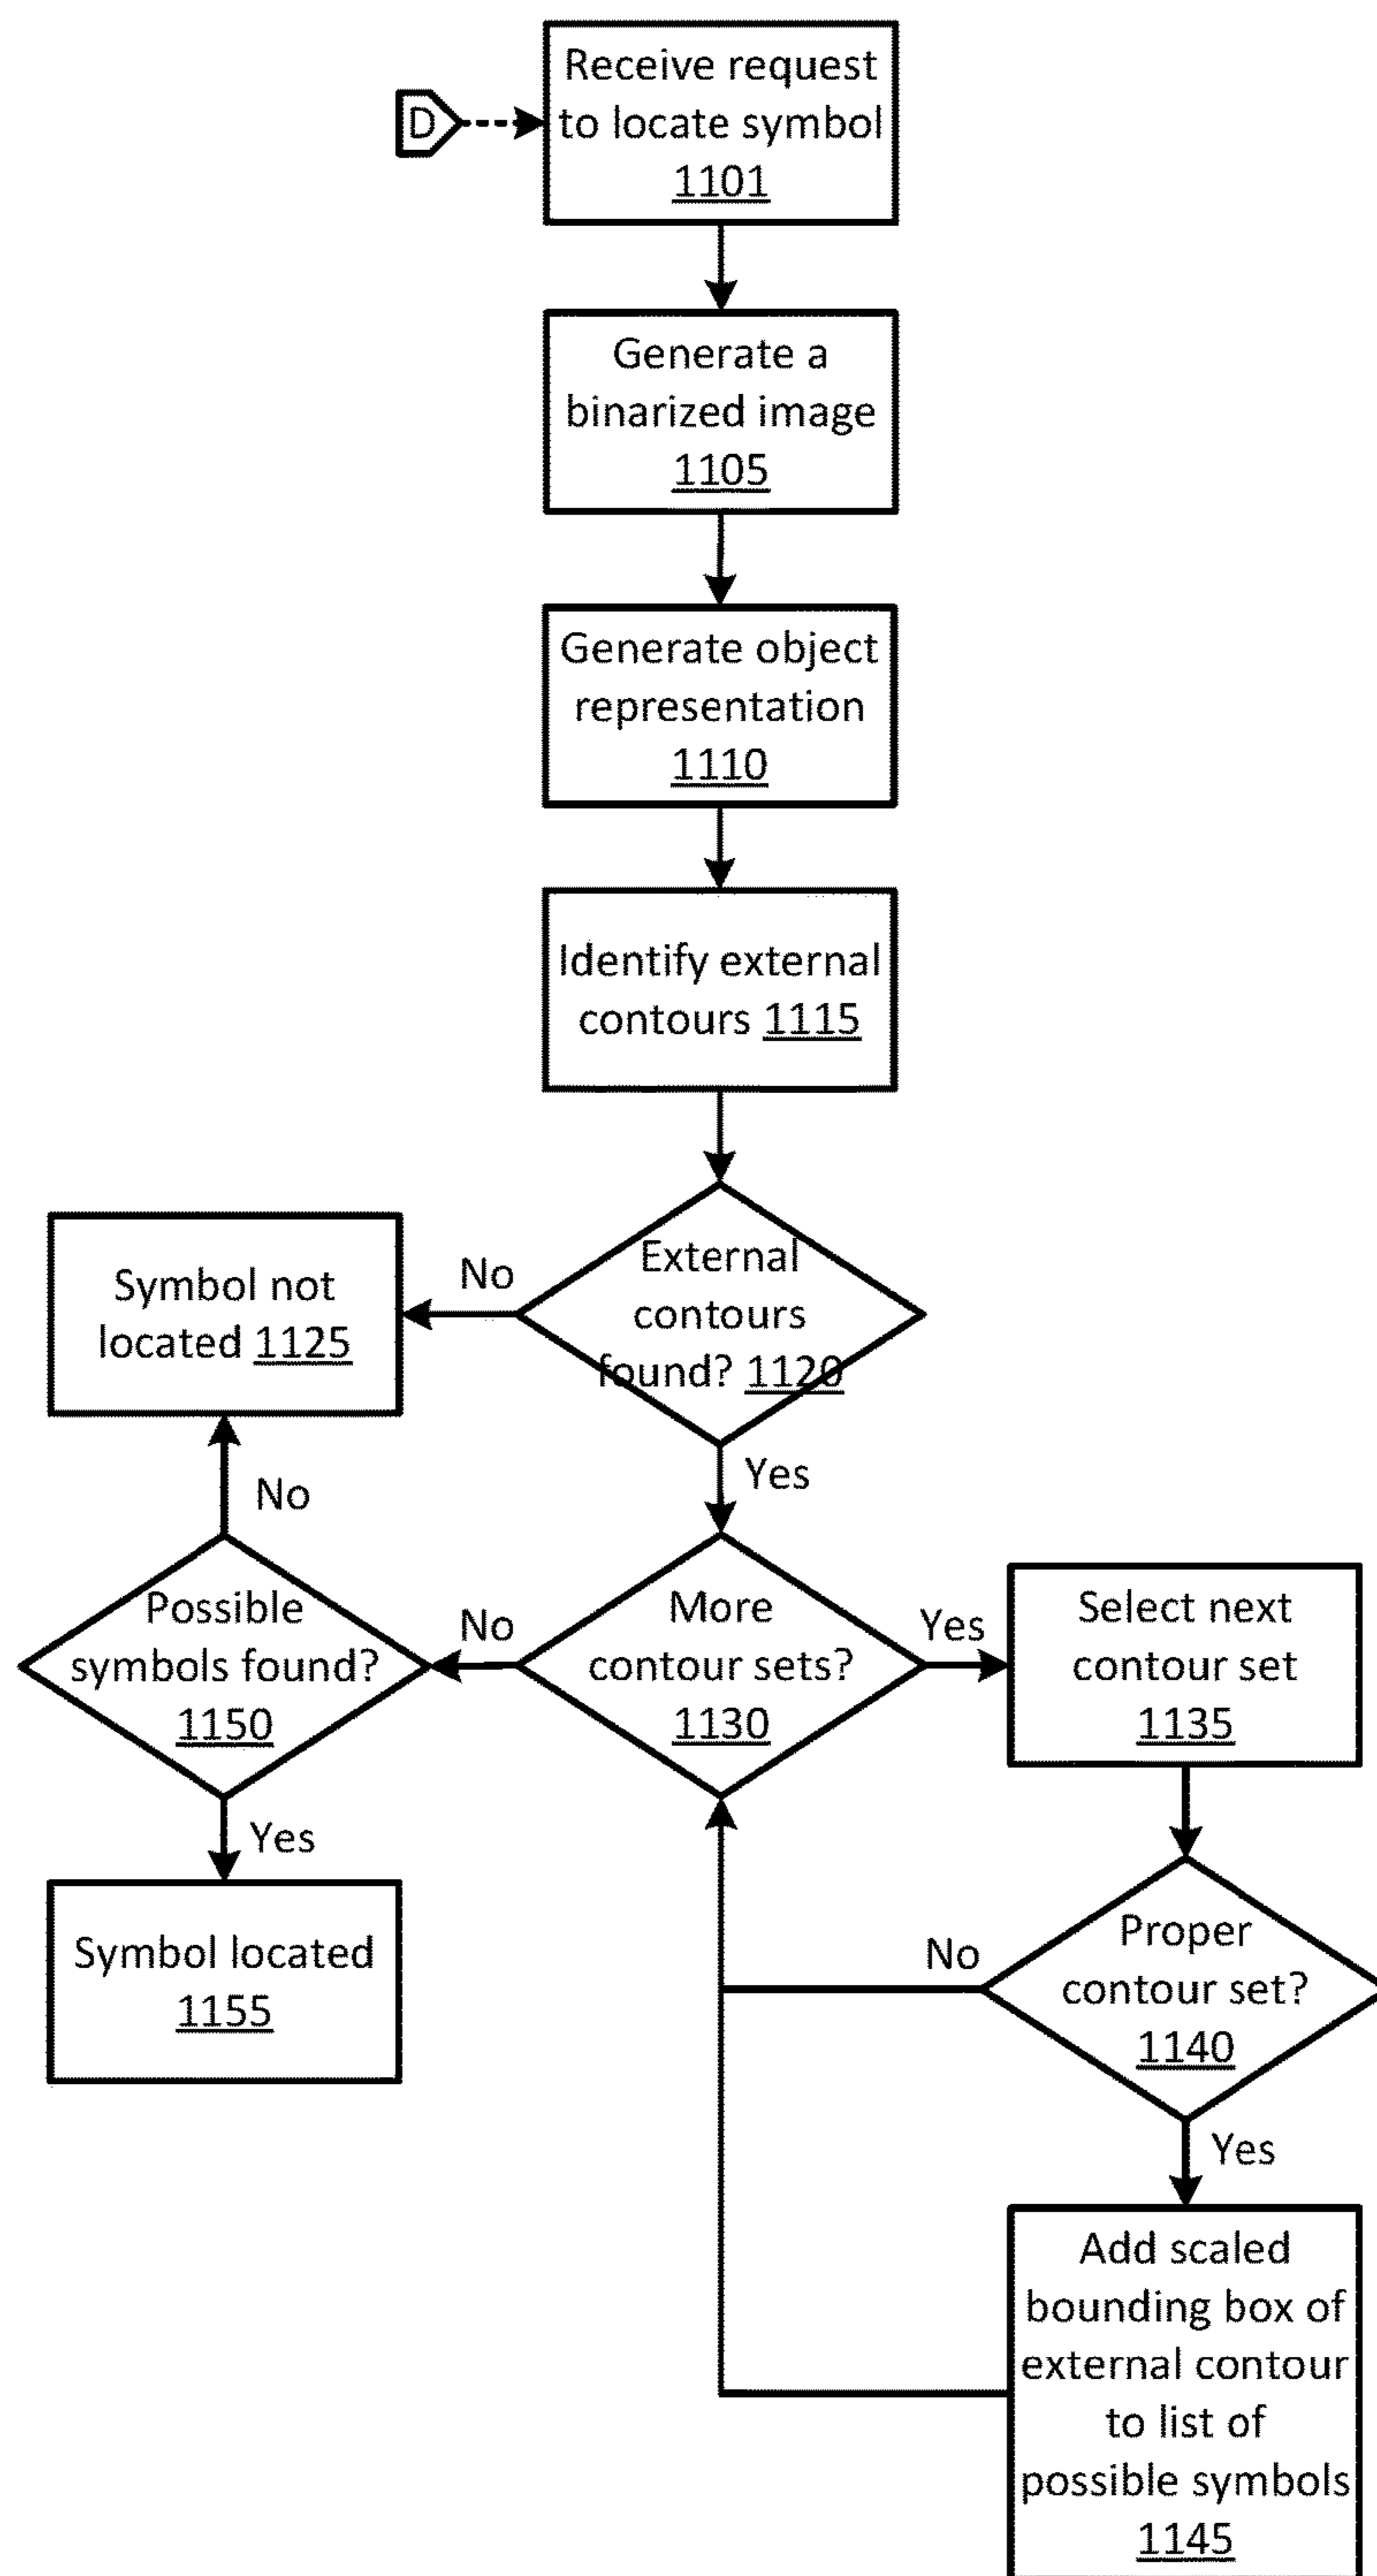 Receive request
D
to locate symbol
1101
Generate a
binarized image
1105
Generate object
representation
1110
Identify external
contours 1115
External
contours
found? 1120
No
Symbol not
located 1125
Yes
More
contour sets?
1130
No
Possible
symbols found?
1150
No
Yes
Symbol located
1155
Yes
Select next
contour set
1135
Proper
contour set?
1140
No
Yes
Add scaled
bounding box of
external contour
to list of
possible symbols
1145